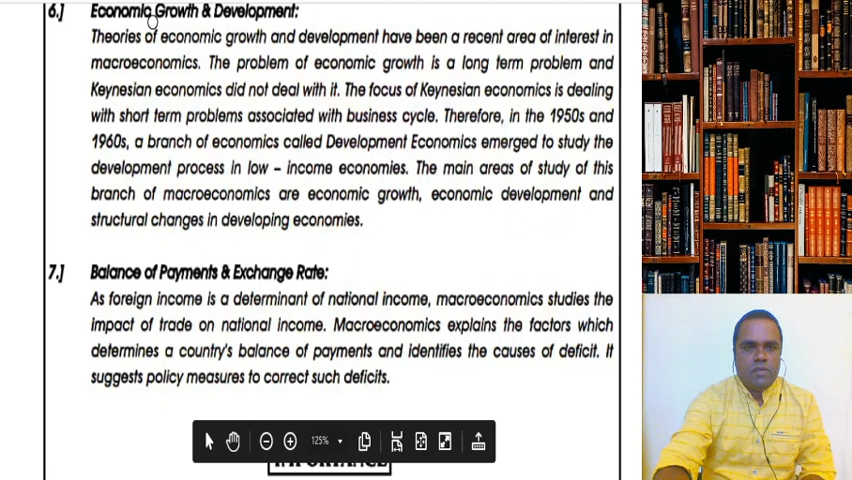 6.] Economic Growth & Development:
Theories of economic growth and development have been a recent area of interest in
macroeconomics. The problem of economic growth is a long term problem and
Keynesian economics did not deal with it. The focus of Keynesian economics is dealing
with short term problems associated with business cycle. Therefore, in the 1950s and
1960s, a branch of economics called Development Economics emerged to study the
development process in low – income economies. The main areas of study of this
branch of macroeconomics are economic growth, economic development and
structural changes in developing economies.
7.] Balance of Payments & Exchange Rate:
As foreign income is a determinant of national income, macroeconomics studies the
impact of trade on national income. Macroeconomics explains the factors which
determines a country's balance of payments and identifies the causes of deficit. It
suggests policy measures to correct such deficits.
125%